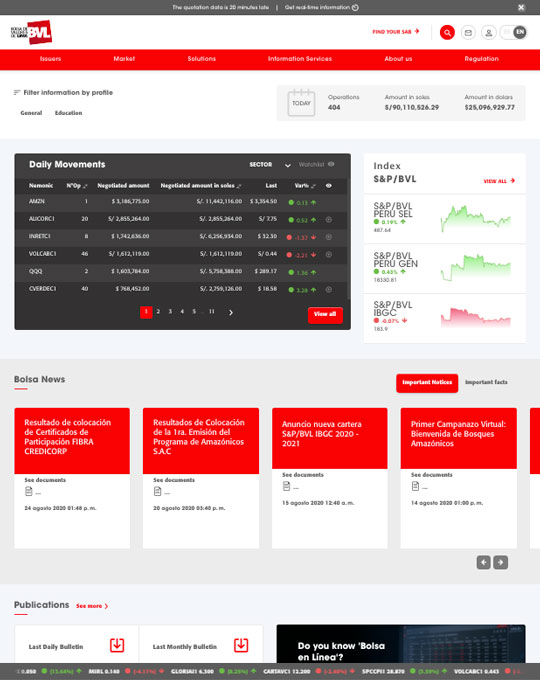 The quotation data is 20 minutes late | Get real-time information
BOLSA DE VALORES DE LIMA BVL
FIND YOUR SAB
EN
Issuers Market Solutions Information Services About us Regulation
Filter information by profile
General Education
TODAY
Operations Amount in soles Amount in dolars
404 S/90,110,526.29 $25,096,929.77
Daily Movements SECTOR Watchlist
Nemonic N°Op Negotiated amount Negotiated amount in soles Last Var%
AMZN 1 $ 3,186,775.00 S/. 11,442,116.00 $ 3,354.50 0.15
AUCORC1 20 S/ 2,855,264.00 S/. 2,855,264.00 S/ 7.75 0.52
INRETC1 8 $ 1,742,636.00 S/. 6,256,934.00 $ 32.30 -1.37
VOLCABC1 46 S/ 1,612,119.00 S/. 1,612,119.00 S/ 0.44 -2.21
QQQ 2 $ 1,603,784.00 S/. 5,758,388.00 $ 289.17 1.36
CVERDEC1 40 $ 768,452.00 S/. 2,759,126.00 $ 18.58 3.28
1 2 3 4 5 . 11
View all
Index
S&P/BVL
VIEW ALL
S&P/BVL
PERU SEL
0.19%
487.64
S&P/BVL
PERU GEN
0.45%
18330.81
S&P/BVL
IBGC
-0.07%
183.9
Bolsa News
Important Notices Important facts
Resultado de colocación de Certificados de Participación FIBRA CREDICORP
See documents
...
24 agosto 2020 01:48 p. m.
Resultados de Colocación de la 1ra. Emisión del Programa de Amazónicos S.A.C
See documents
...
20 agosto 2020 03:40 p. m.
Anuncio nueva cartera S&P/BVL IBGC 2020 - 2021
See documents
...
15 agosto 2020 12:40 a. m.
Primer Campanazo Virtual: Bienvenida de Bosques Amazónicos
See documents
...
14 agosto 2020 01:00 p. m.
Publications See more
Last Daily Bulletin
Last Monthly Bulletin
Do you know 'Bolsa
en Línea'?
0.850 (13.64%) MIRL 0.140 (-4.11%) GLORIAI1 6.300 (0.25%) CARTAVC1 12.200 (-2.40%) SPCCPI1 28.870 (3.59%) VOLCABC1 0.443